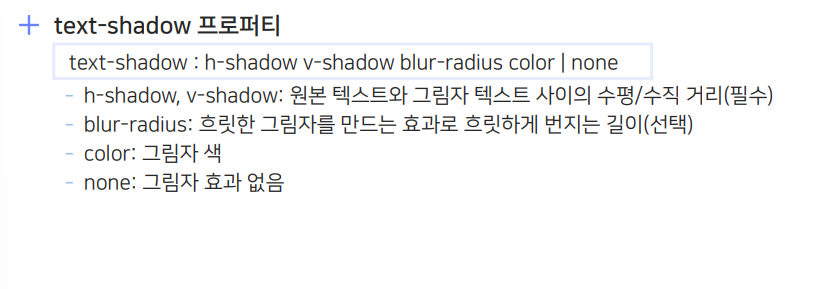 + text-shadow 프로퍼티
text-shadow : h-shadow v-shadow blur-radius color | none
- h-shadow, v-shadow: 원본 텍스트와 그림자 텍스트 사이의 수평/수직 거리(필수)
- blur-radius: 흐릿한 그림자를 만드는 효과로 흐릿하게 번지는 길이(선택)
- color: 그림자 색
- none: 그림자 효과 없음